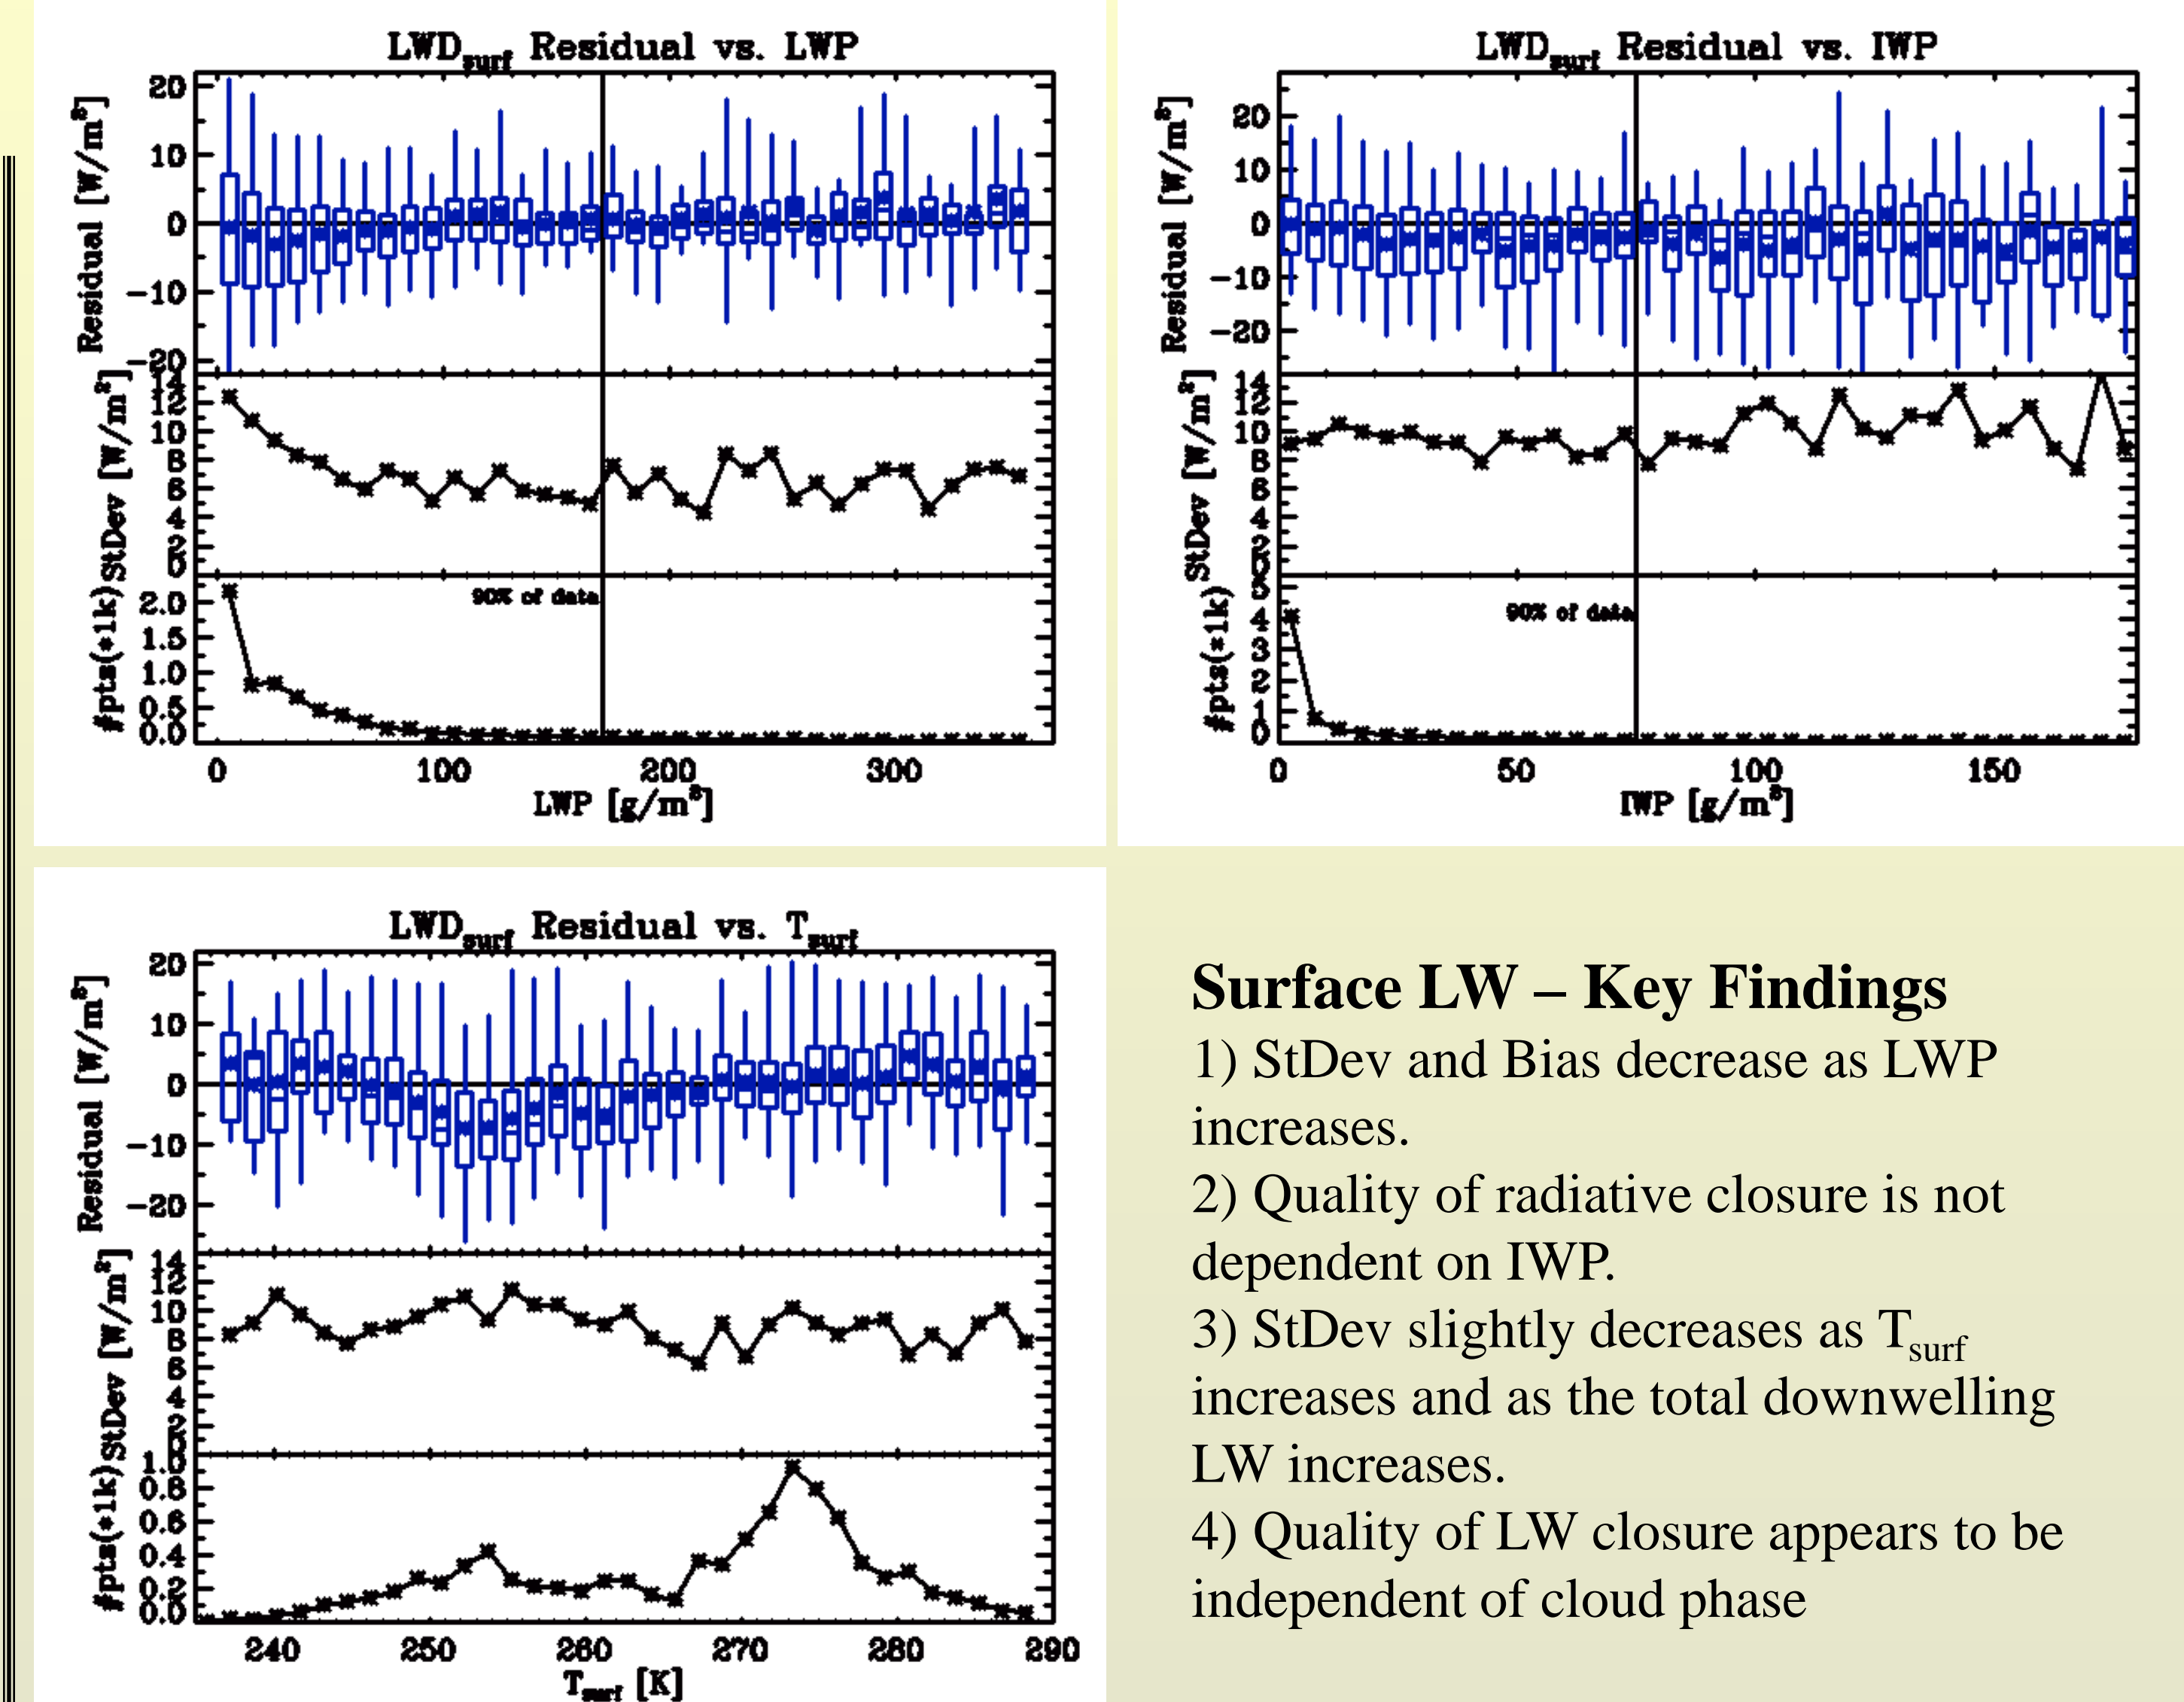 LWDsurf Residual vs. LWP
Residual [W/m²]
20
10
0
-10
-20
StDev [W/m²]
14
12
10
8
6
4
2
0
#pts(*1k)
2.0
1.5
1.0
0.5
0.0
90% of data
0 100 200 300
LWP [g/m²]
LWDsurf Residual vs. IWP
Residual [W/m²]
20
10
0
-10
-20
StDev [W/m²]
14
12
10
8
6
4
2
0
#pts(*1k)
5
4
3
2
1
0
90% of data
0 50 100 150
IWP [g/m²]
LWDsurf Residual vs. Tsurf
Residual [W/m²]
20
10
0
-10
-20
StDev [W/m²]
14
12
10
8
6
4
2
0
#pts(*1k)
1.0
0.8
0.6
0.4
0.2
0.0
240 250 260 270 280 290
Tsurf [K]
Surface LW – Key Findings
1) StDev and Bias decrease as LWP
increases.
2) Quality of radiative closure is not
dependent on IWP.
3) StDev slightly decreases as Tsurf
increases and as the total downwelling
LW increases.
4) Quality of LW closure appears to be
independent of cloud phase